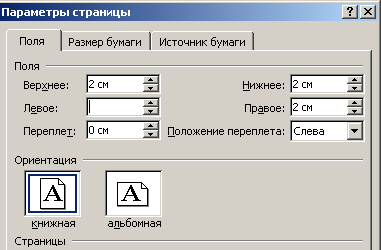 Параметры страницы
Поля Размер бумаги Источник бумаги
Поля
Верхнее: 2 см Нижнее: 2 см
Левое: Правое: 2 см
Переплет: 0 см Положение переплета: Слева
Ориентация
A A
книжная альбомная
Страницы